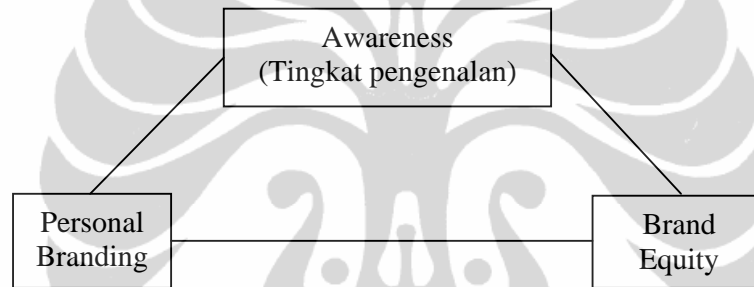 Awareness
(Tingkat pengenalan)
Personal
Branding
Brand
Equity